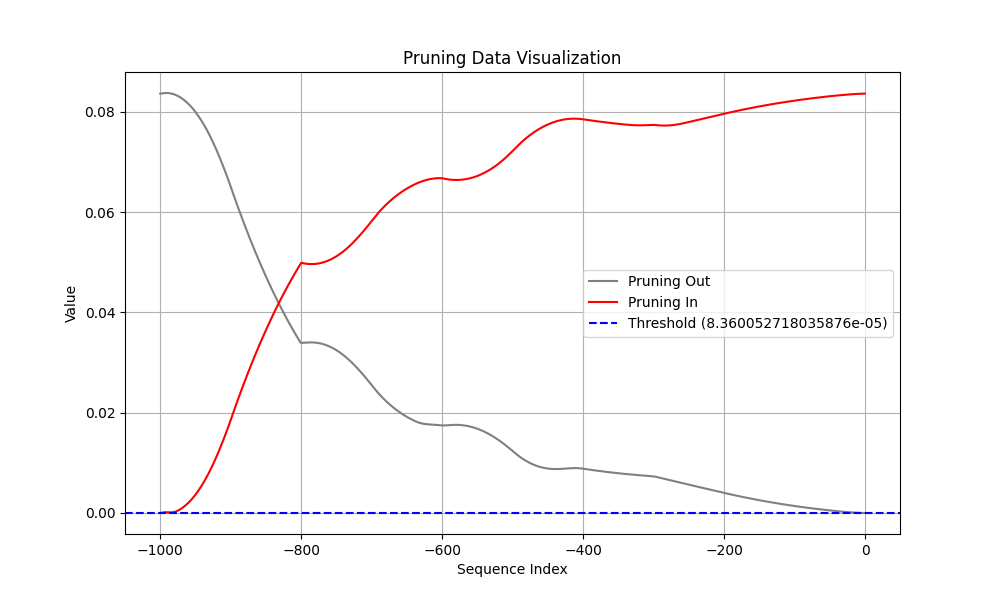 Pruning Data Visualization
Value
0.08
0.06
0.04
0.02
0.00
Pruning Out
Pruning In
Threshold (8.360052718035876e-05)
−1000
−800
−600
−400
−200
0
Sequence Index